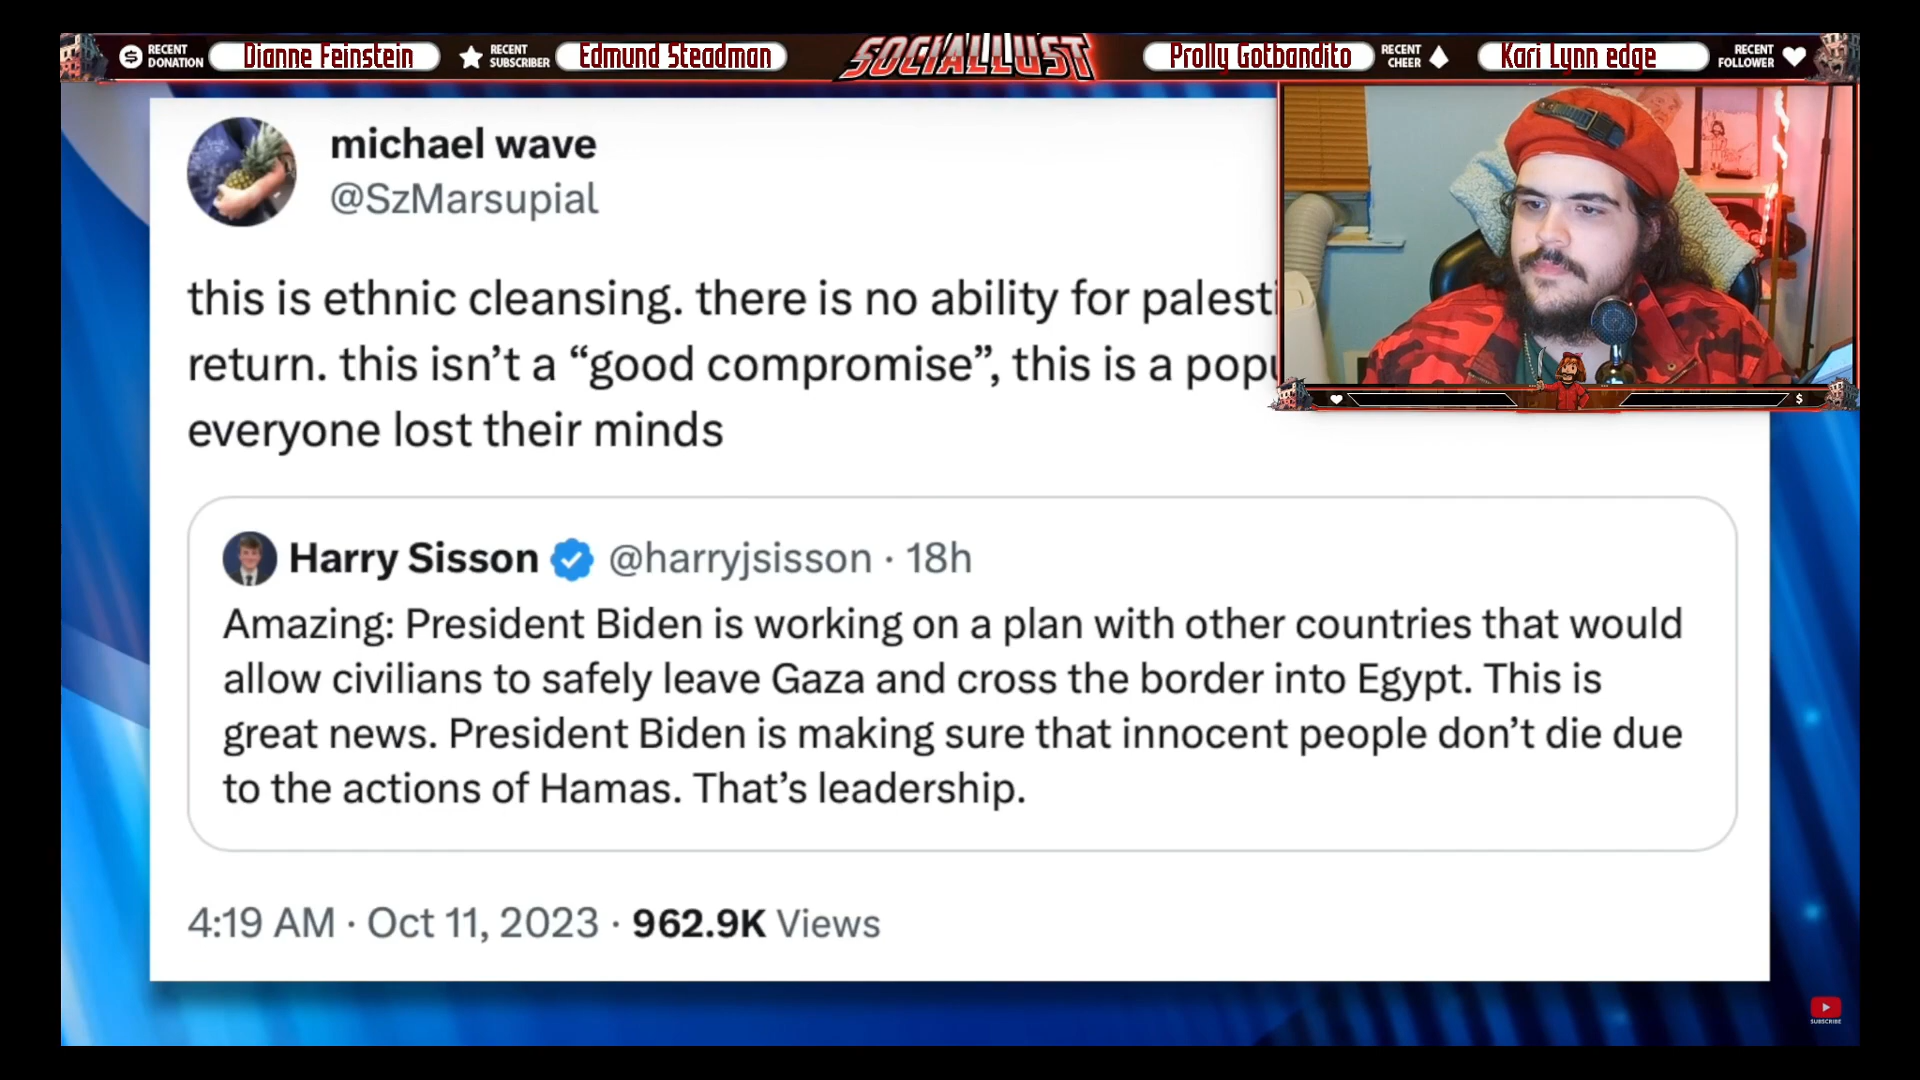 RECENT DONATION
Dianne Feinstein
RECENT SUBSCRIBER
Edmund Steadman
SOCIALLUST
Prolly Gotbandito
RECENT CHEER
Kari Lynn edge
RECENT FOLLOWER
michael wave
@SzMarsupial
this is ethnic cleansing. there is no ability for
return. this isn’t a “good compromise”, this is a
everyone lost their minds
Harry Sisson @harryjsisson · 18h
Amazing: President Biden is working on a plan with other countries that would
allow civilians to safely leave Gaza and cross the border into Egypt. This is
great news. President Biden is making sure that innocent people don’t die due
to the actions of Hamas. That’s leadership.
4:19 AM · Oct 11, 2023 · 962.9K Views
SUBSCRIBE